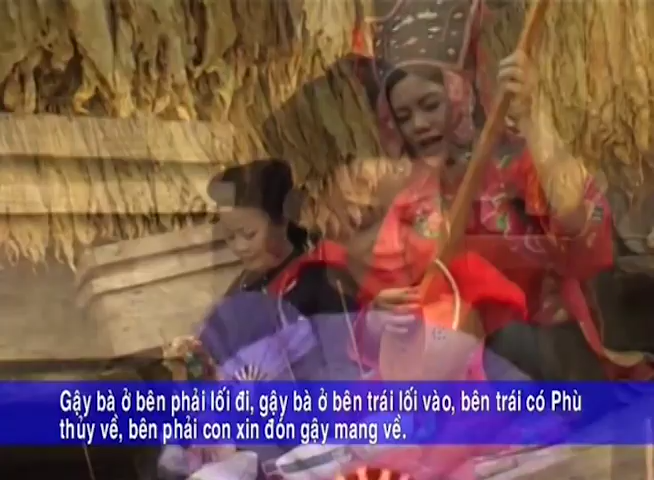 Gậy bà ở bên phải lối đi, gậy bà ở bên trái lối vào, bên trái có Phù
thủy về, bên phải con xin đón gậy mang về.